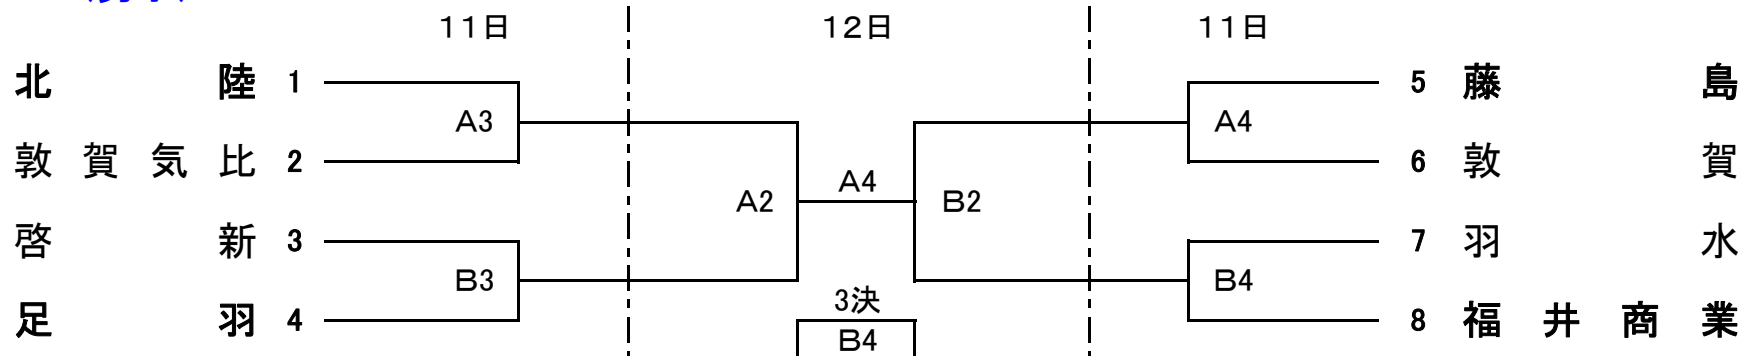 11日 12日 11日
北陸 1 5 藤島
A3 A4
敦賀気比 2 6 敦賀
A4
A2 B2
啓新 3 7 羽水
B3 B4
3決
足羽 4 8 福井商業
B4